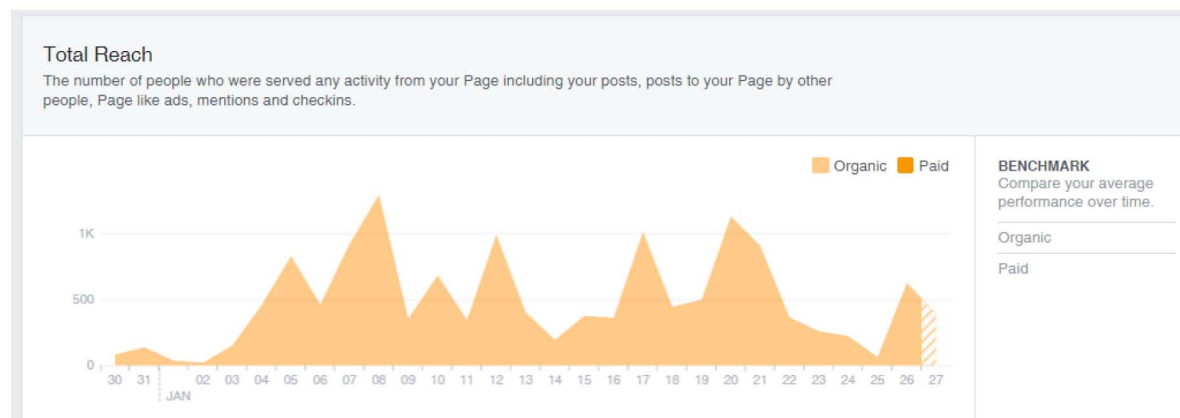 Total Reach
The number of people who were served any activity from your Page including your posts, posts to your Page by other
people, Page like ads, mentions and checkins.
Organic Paid
BENCHMARK
Compare your average
performance over time.
Organic
Paid
1K
500
0
30 31 02 03 04 05 06 07 08 09 10 11 12 13 14 15 16 17 18 19 20 21 22 23 24 25 26 27
JAN